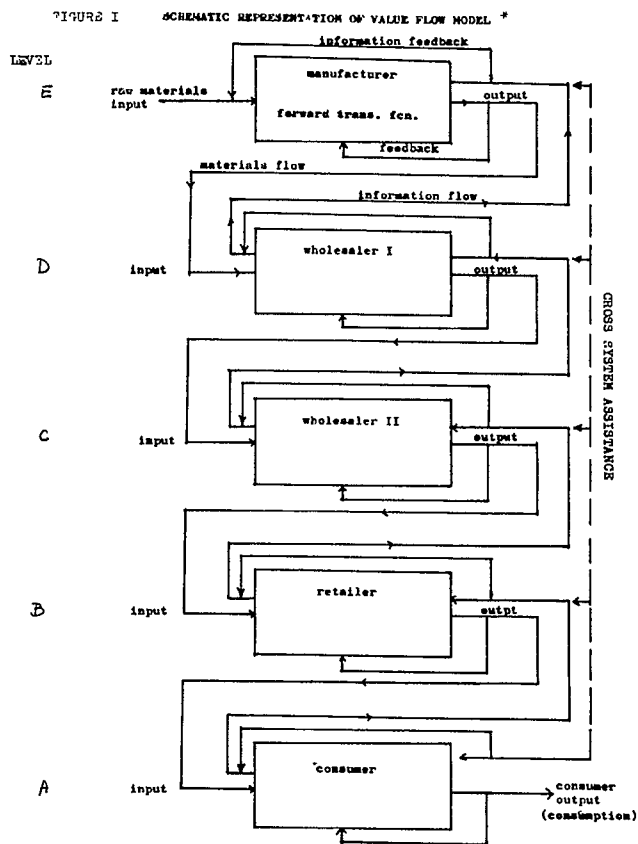 FIGURE I SCHEMATIC REPRESENTATION OF VALUE FLOW MODEL *
information feedback
LEVEL
manufacturer
E
raw materials
input
output
forward trans. fcn.
feedback
materials flow
information flow
wholesaler I
D
input
output
CROSS SYSTEM ASSISTANCE
wholesaler II
C
input
output
retailer
B
input
outpt
consumer
A
input
consumer
output
(consumption)